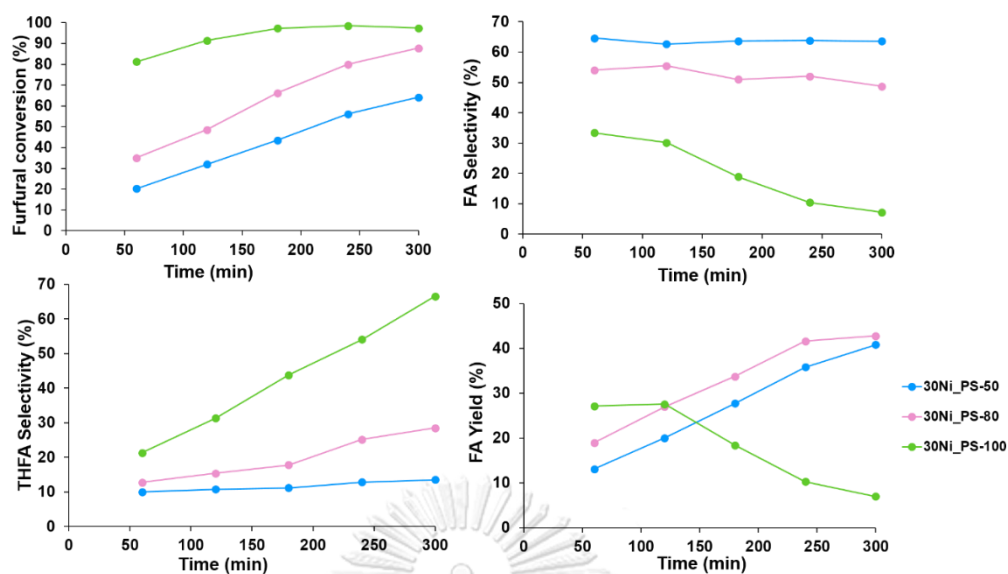 Furfural conversion (%)
100
90
80
70
60
50
40
30
20
10
0
0 50 100 150 200 250 300
Time (min)
FA Selectivity (%)
70
60
50
40
30
20
10
0
0 50 100 150 200 250 300
Time (min)
THFA Selectivity (%)
70
60
50
40
30
20
10
0
0 50 100 150 200 250 300
Time (min)
FA Yield (%)
50
40
30
20
10
0
0 50 100 150 200 250 300
Time (min)
30Ni_PS-50
30Ni_PS-80
30Ni_PS-100